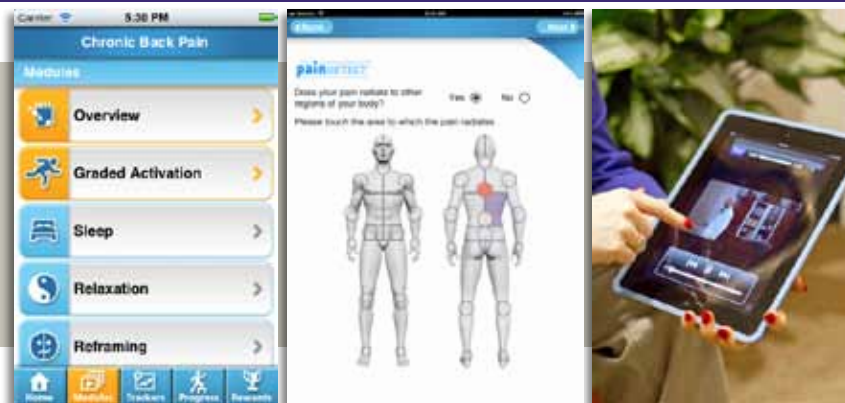 Carrier 5:30 PM
Chronic Back Pain
Modules
Overview
Graded Activation
Sleep
Relaxation
Reframing
Home Modules Trackers Progress Rewards
painDETECT
Does your pain radiate to other
regions of your body? Yes No
Please touch the area to which the pain radiates